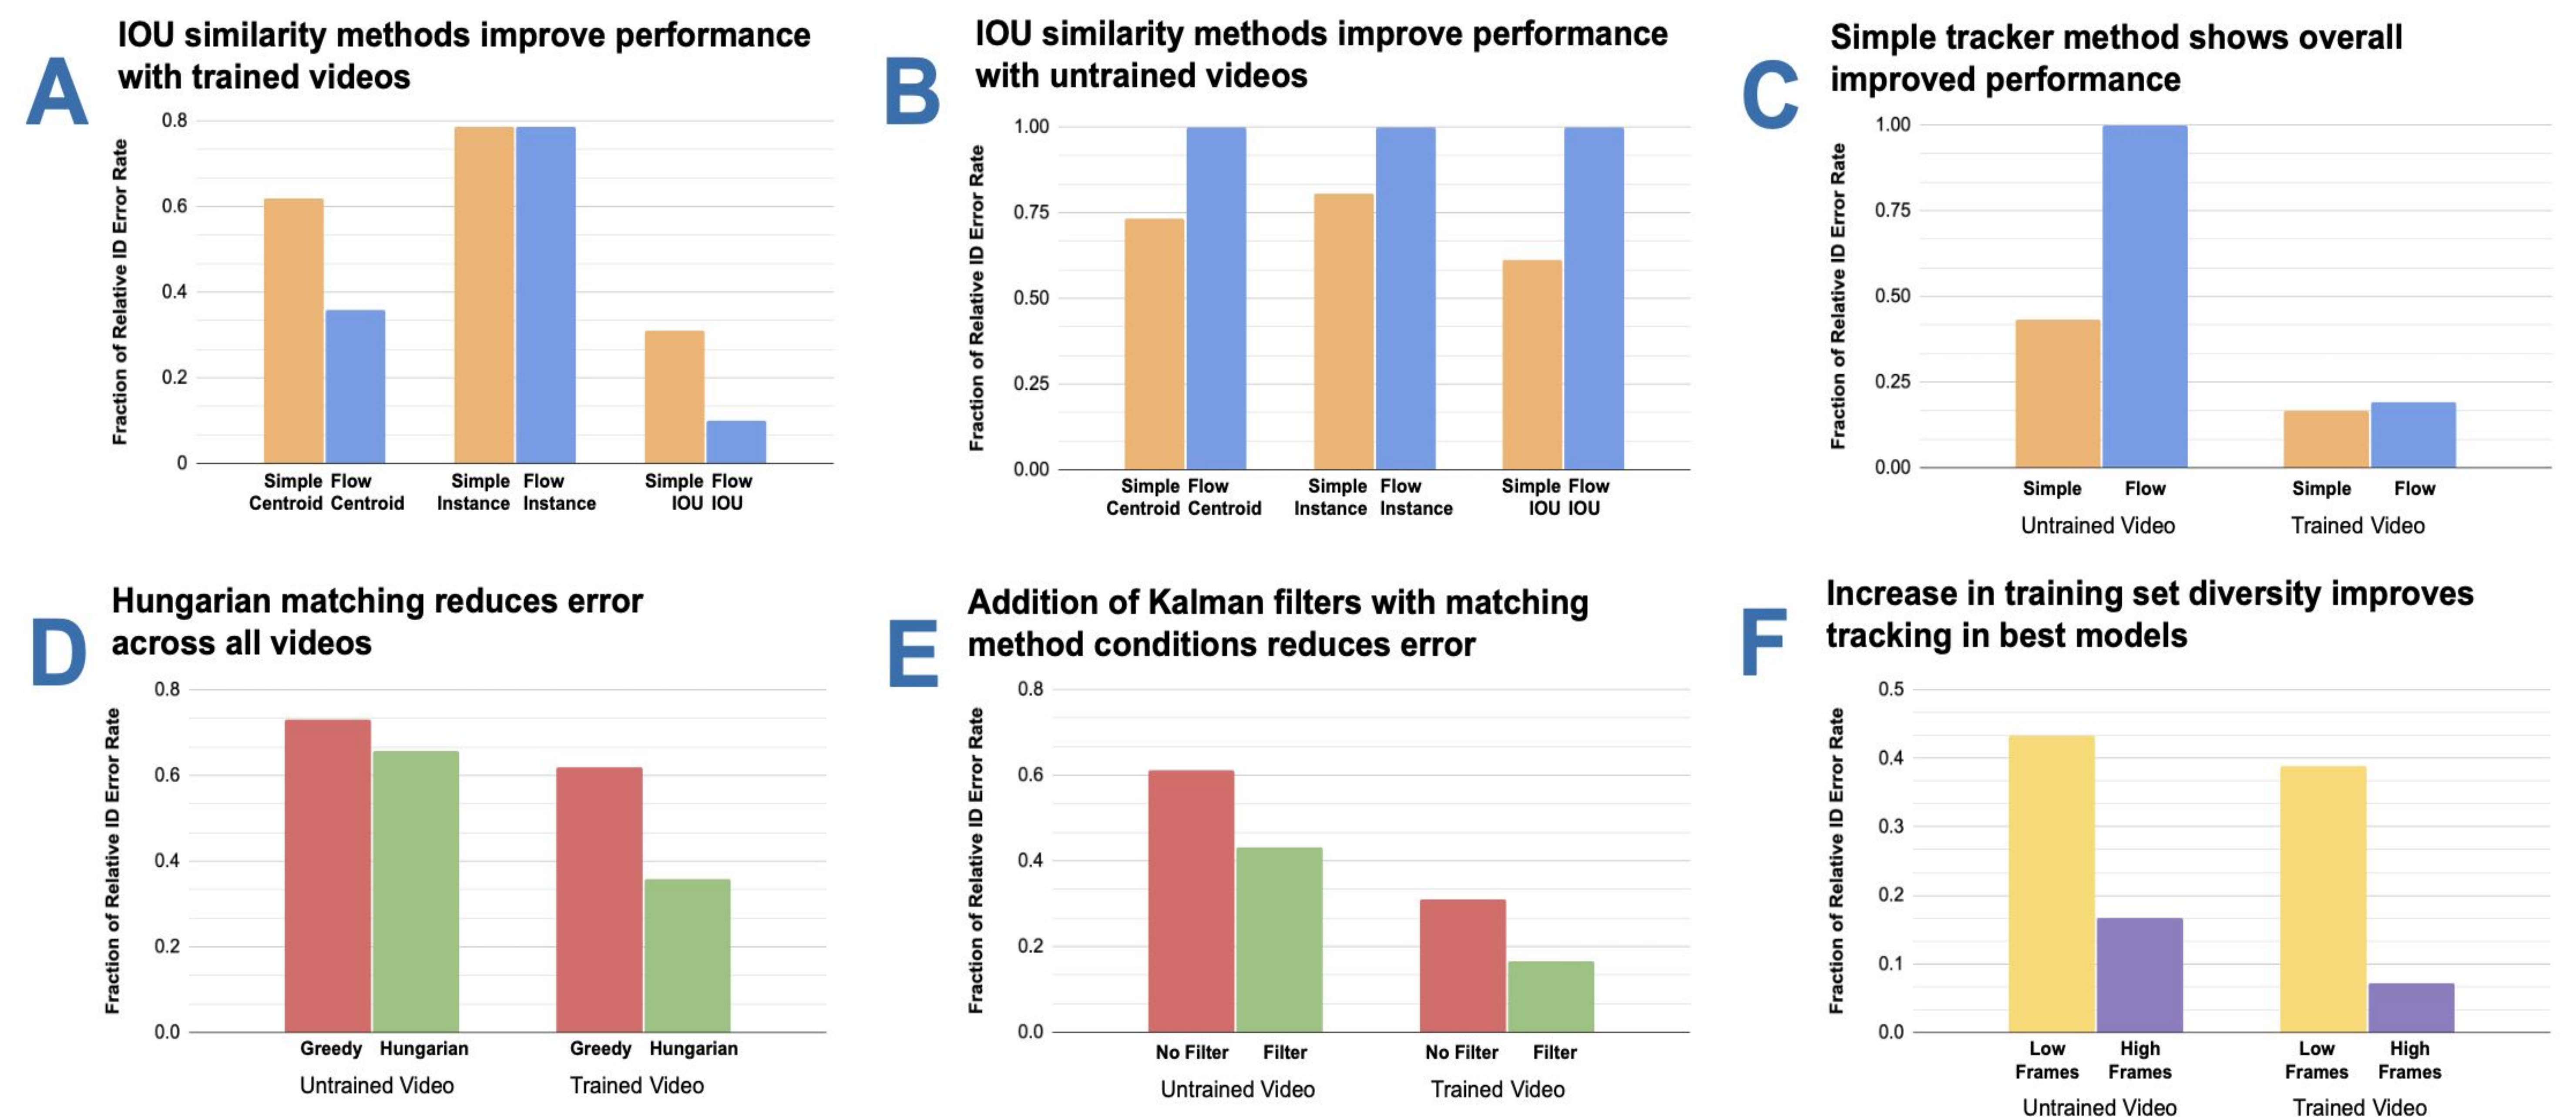 A
IOU similarity methods improve performance
with trained videos
Fraction of Relative ID Error Rate
0.8
0.6
0.4
0.2
0
Simple Flow Simple Flow Simple Flow
Centroid Centroid Instance Instance IOU IOU
B
IOU similarity methods improve performance
with untrained videos
Fraction of Relative ID Error Rate
1.00
0.75
0.50
0.25
0.00
Simple Flow Simple Flow Simple Flow
Centroid Centroid Instance Instance IOU IOU
C
Simple tracker method shows overall
improved performance
Fraction of Relative ID Error Rate
1.00
0.75
0.50
0.25
0.00
Simple Flow Simple Flow
Untrained Video Trained Video
D
Hungarian matching reduces error
across all videos
Fraction of Relative ID Error Rate
0.8
0.6
0.4
0.2
0.0
Greedy Hungarian Greedy Hungarian
Untrained Video Trained Video
E
Addition of Kalman filters with matching
method conditions reduces error
Fraction of Relative ID Error Rate
0.8
0.6
0.4
0.2
0.0
No Filter Filter No Filter Filter
Untrained Video Trained Video
F
Increase in training set diversity improves
tracking in best models
Fraction of Relative ID Error Rate
0.5
0.4
0.3
0.2
0.1
0.0
Low High Low High
Frames Frames Frames Frames
Untrained Video Trained Video